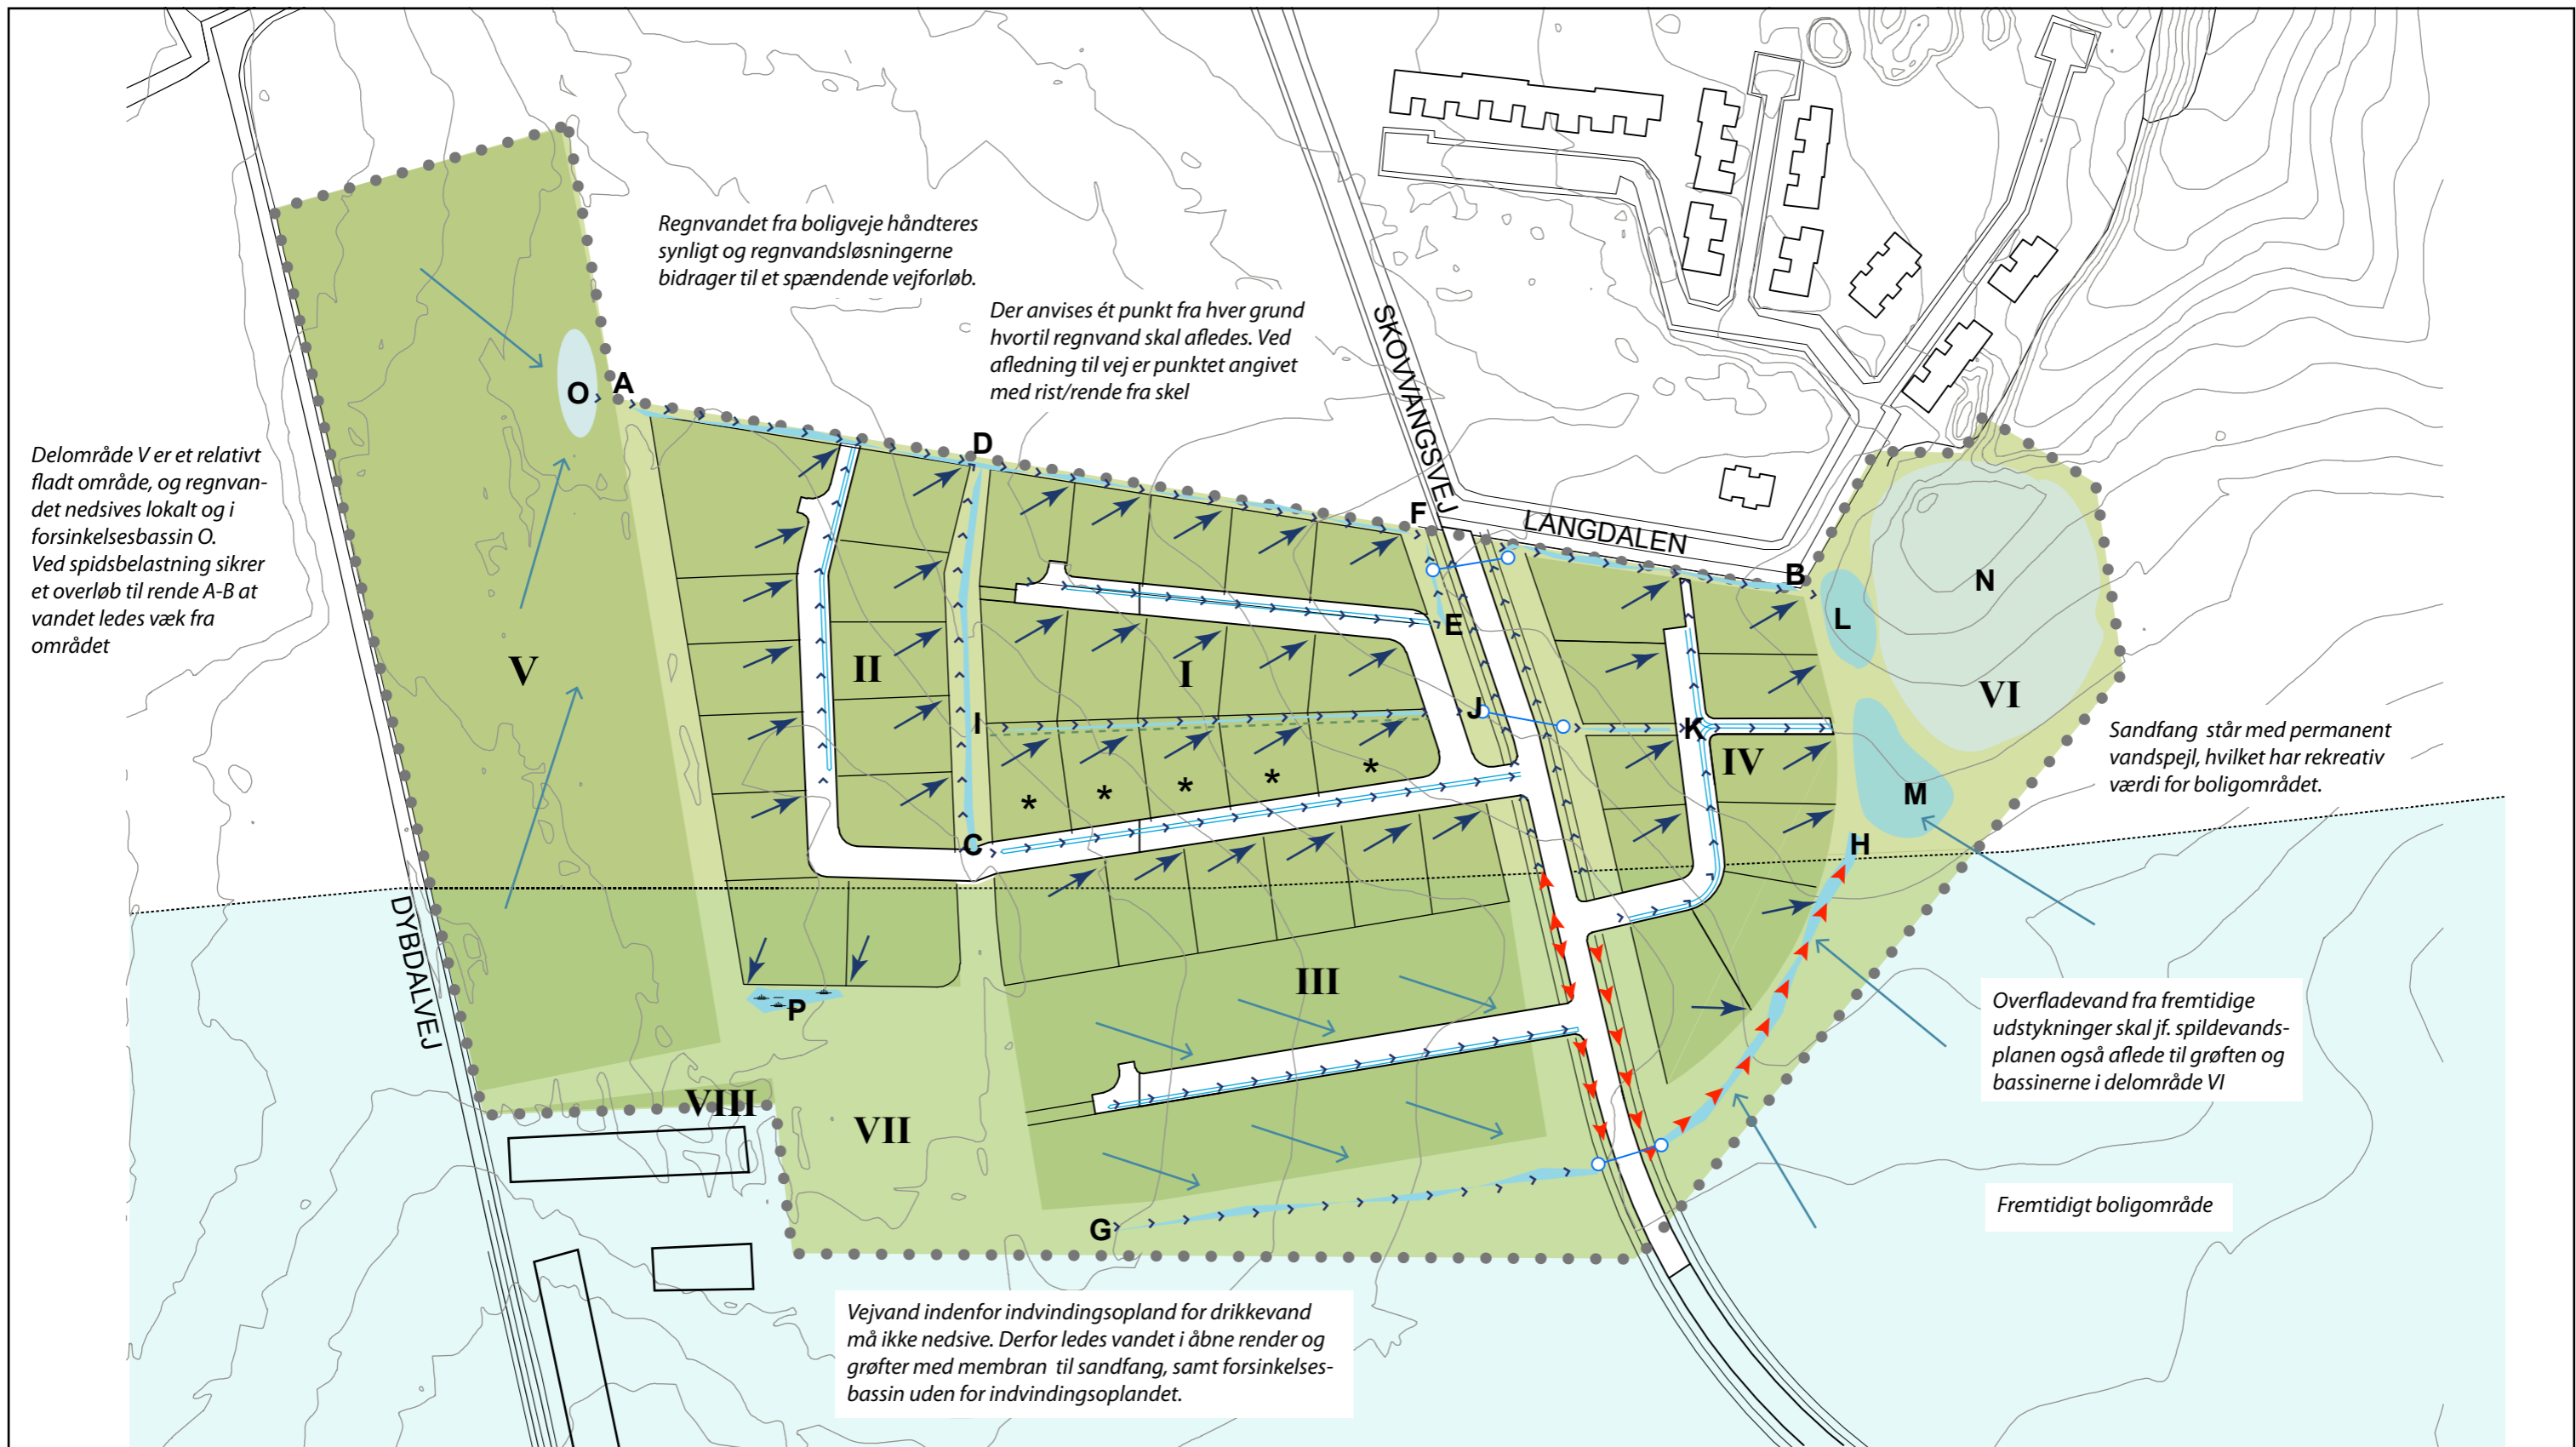 Regnvandet fra boligveje håndteres
synligt og regnvandsløsningerne
bidrager til et spændende vejforløb.
Der anvises ét punkt fra hver grund
hvortil regnvand skal afledes. Ved
afledning til vej er punktet angivet
med rist/rende fra skel
SKOVVANGSVEJ
LANGDALEN
Delområde V er et relativt
fladt område, og regnvan-
det nedsives lokalt og i
forsinkelsesbassin O.
Ved spidsbelastning sikrer
et overløb til rende A-B at
vandet ledes væk fra
området
O
A
D
F
B
N
L
E
V
II
I
VI
I
J
K
IV
M
Sandfang står med permanent
vandspejl, hvilket har rekreativ
værdi for boligområdet.
* * * * *
C
H
DYBDALVEJ
III
P
Overfladevand fra fremtidige
udstykninger skal jf. spildevands-
planen også aflede til grøften og
bassinerne i delområde VI
VIII
VII
G
Fremtidigt boligområde
Vejvand indenfor indvindingsopland for drikkevand
må ikke nedsive. Derfor ledes vandet i åbne render og
grøfter med membran til sandfang, samt forsinkelses-
bassin uden for indvindingsoplandet.